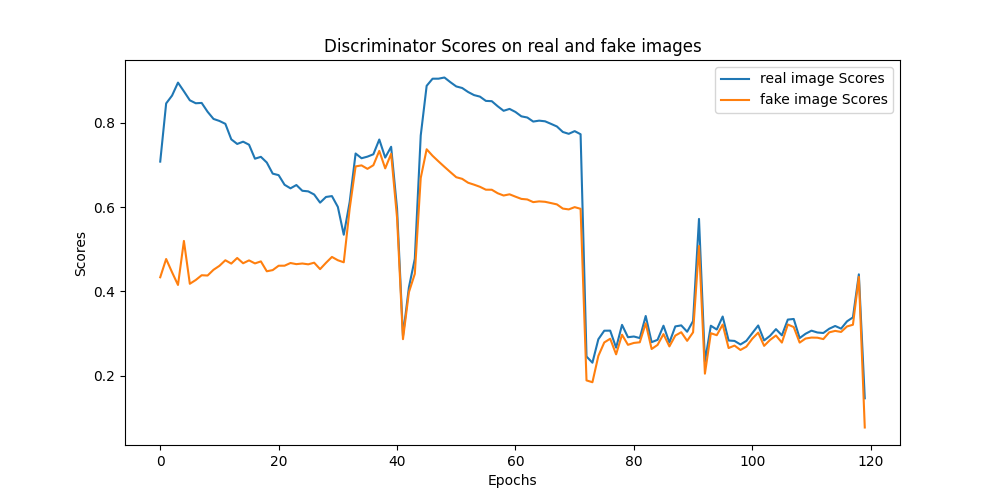 Discriminator Scores on real and fake images
real image Scores
fake image Scores
Scores
0.8
0.6
0.4
0.2
0 20 40 60 80 100 120
Epochs